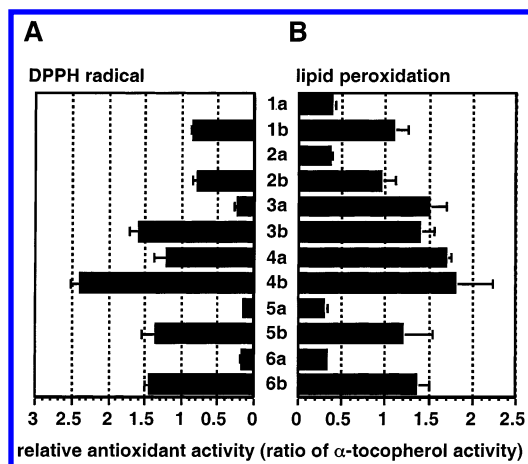 A B
DPPH radical lipid peroxidation
1a
1b
2a
2b
3a
3b
4a
4b
5a
5b
6a
6b
3 2.5 2 1.5 1 0.5 0 0 0.5 1.0 1.5 2.0 2.5
relative antioxidant activity (ratio of α-tocopherol activity)